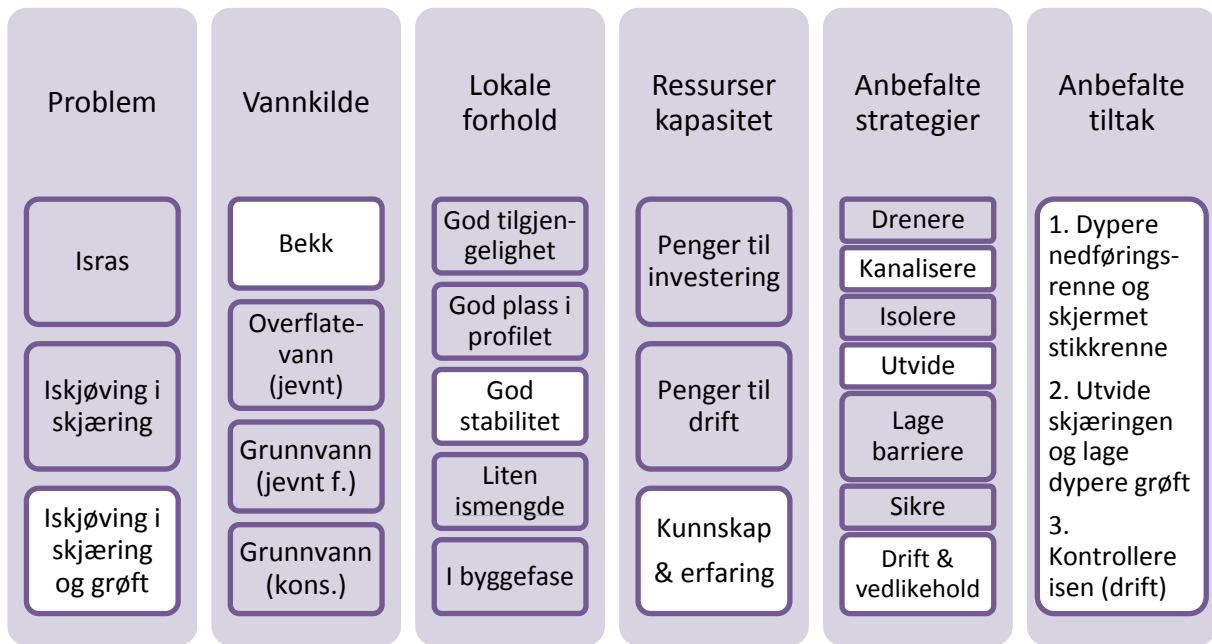 Problem
Isras
Iskjøving i
skjæring
Iskjøving i
skjæring
og grøft
Vannkilde
Bekk
Overflate-
vann
(jevnt)
Grunnvann
(jevnt f.)
Grunnvann
(kons.)
Lokale
forhold
God tilgjen-
gelighet
God plass i
profilet
God
stabilitet
Liten
ismengde
I byggefase
Ressurser
kapasitet
Penger til
investering
Penger til
drift
Kunnskap
& erfaring
Anbefalte
strategier
Drenere
Kanalisere
Isolere
Utvide
Lage
barriere
Sikre
Drift &
vedlikehold
Anbefalte
tiltak
1. Dypere
nedførings-
renne og
skjermet
stikkrenne
2. Utvide
skjæringen
og lage
dypere grøft
3.
Kontrollere
isen (drift)